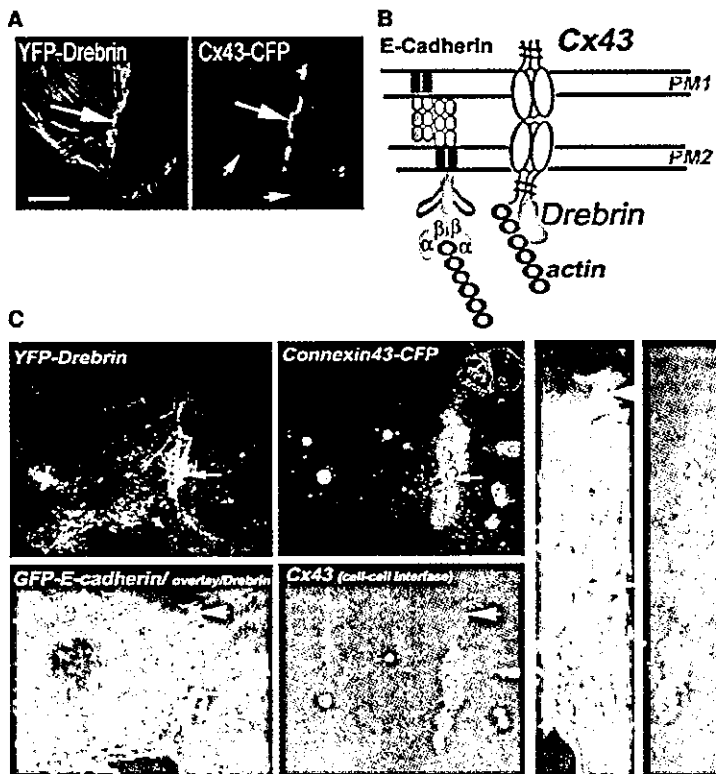 A
YFP-Drebrin
Cx43-CFP
B
E-Cadherin
Cx43
PM1
PM2
β β
α α
Drebrin
actin
C
YFP-Drebrin
Connexin43-CFP
GFP-E-cadherin/ overlay/Drebrin
Cx43 (cell-cell Interfase)